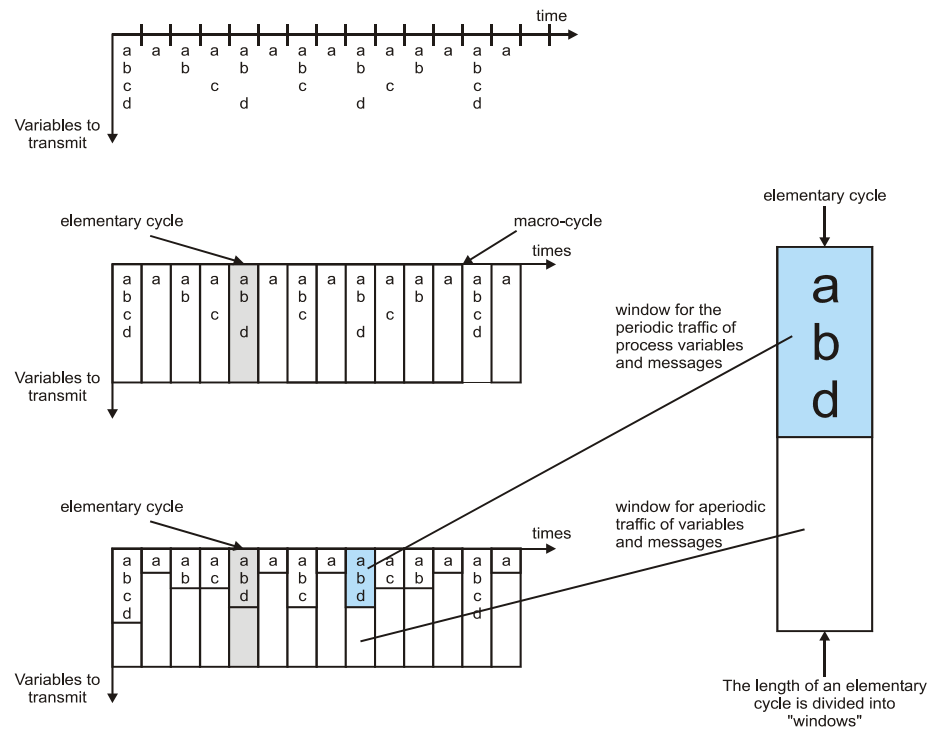 time
a a a a a a a a a a a a a a
b b b b b b b
c c c c c
d d d d
Variables to
transmit
elementary cycle
macro-cycle
times
a a a a a a a a a a a a a a
b b b b b b b
c c c c c
d d d d
Variables to
transmit
elementary cycle
times
a a a a a a a a a a a a a a
b b c b b b c b b
c d c d c
d d
Variables to
transmit
elementary cycle
a
b
d
window for the
periodic traffic of
process variables
and messages
window for aperiodic
traffic of variables
and messages
The length of an elementary
cycle is divided into
"windows"